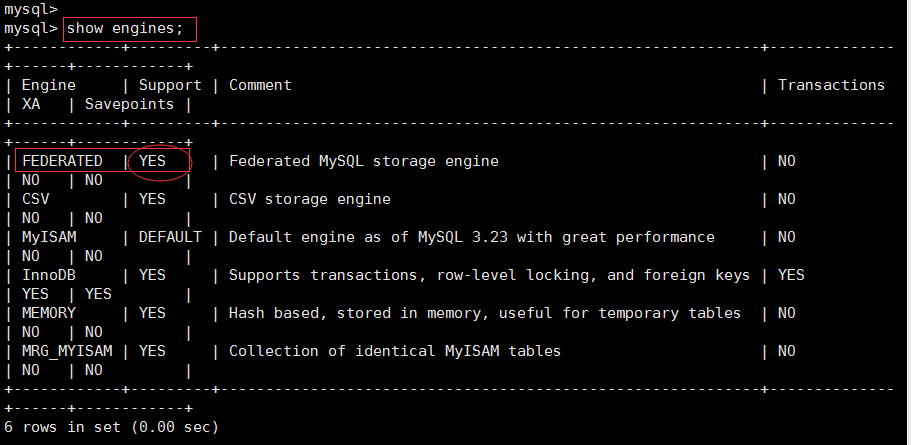 mysql>
mysql> show engines;
+------------+---------+------------------------------------------------------------+--------------
+------+------------+
| Engine     | Support | Comment                                                    | Transactions
| XA   | Savepoints |
+------------+---------+------------------------------------------------------------+--------------
+------+------------+
| FEDERATED  | YES     | Federated MySQL storage engine                             | NO
| NO   | NO         |
| CSV        | YES     | CSV storage engine                                         | NO
| NO   | NO         |
| MyISAM     | DEFAULT | Default engine as of MySQL 3.23 with great performance     | NO
| NO   | NO         |
| InnoDB     | YES     | Supports transactions, row-level locking, and foreign keys | YES
| YES  | YES        |
| MEMORY     | YES     | Hash based, stored in memory, useful for temporary tables  | NO
| NO   | NO         |
| MRG_MYISAM | YES     | Collection of identical MyISAM tables                      | NO
| NO   | NO         |
+------------+---------+------------------------------------------------------------+--------------
+------+------------+
6 rows in set (0.00 sec)